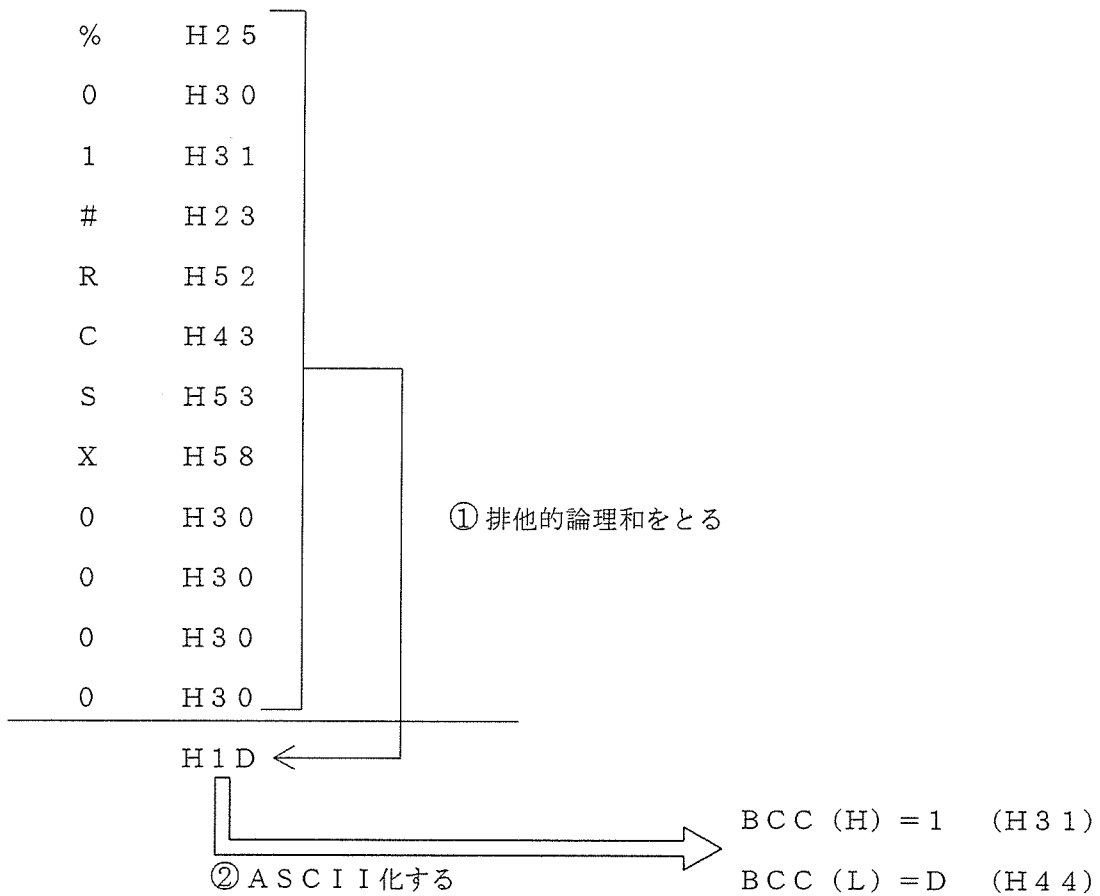 % H25
0 H30
1 H31
# H23
R H52
C H43
S H53
X H58
0 H30
① 排他的論理和をとる
0 H30
0 H30
0 H30
H1D
BCC (H) = 1 (H31)
② ASCII化する
BCC (L) = D (H44)